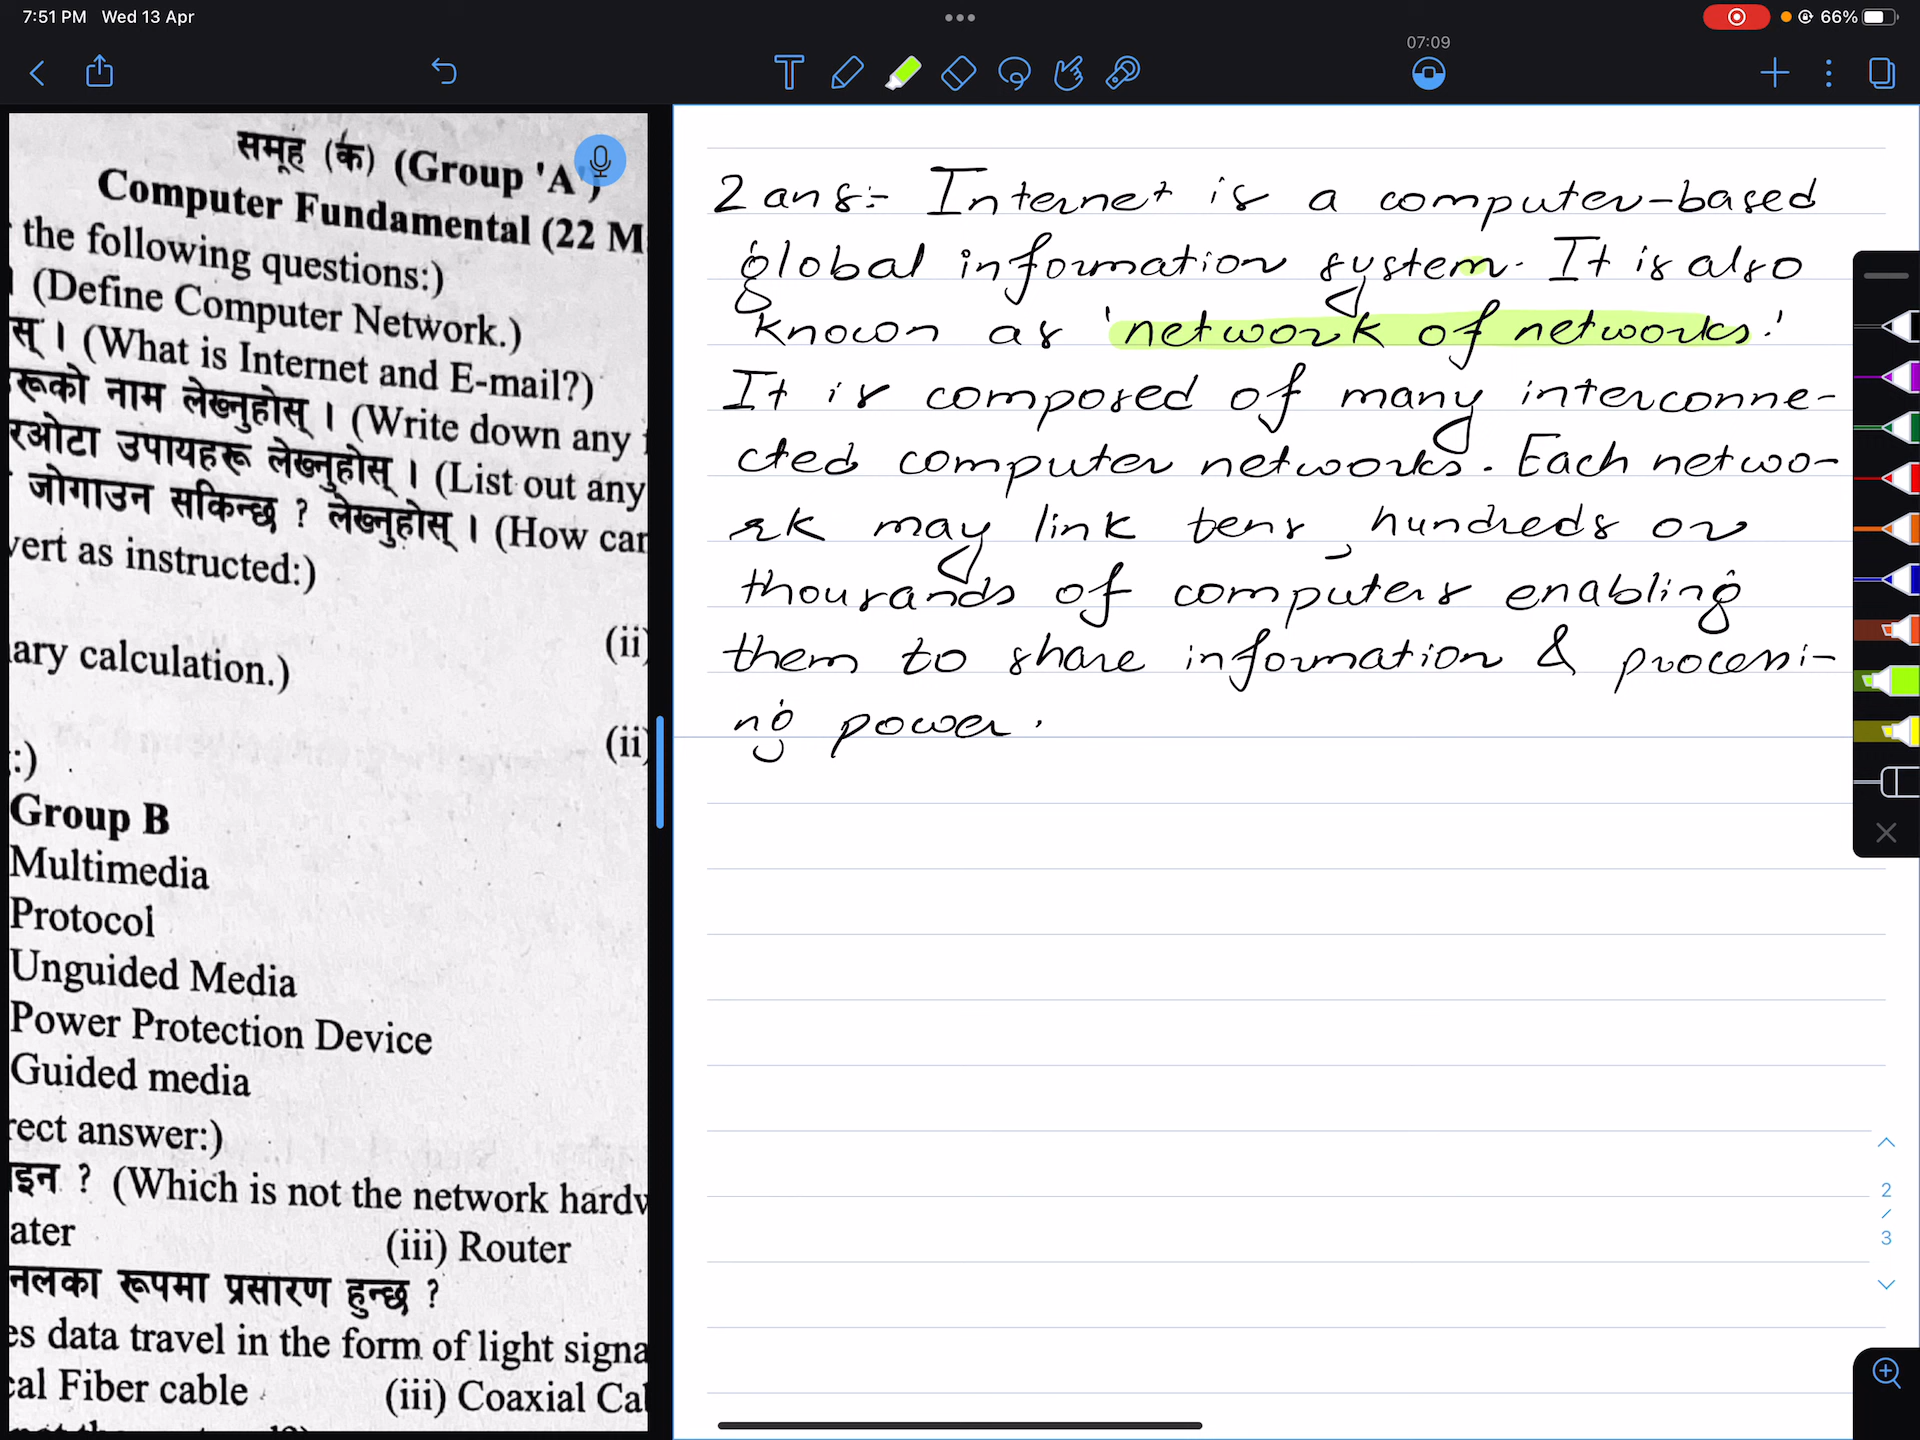 7:51 PM Wed 13 Apr
66%
07:09
समूह (क) (Group 'A')
Computer Fundamental (22 M
the following questions:)
(Define Computer Network.)
स् । (What is Internet and E-mail?)
रूको नाम लेख्नुहोस् । (Write down any
रओटा उपायहरू लेख्नुहोस् । (List out any
जोगाउन सकिन्छ ? लेख्नुहोस् । (How can
vert as instructed:)
(ii)
ary calculation.)
(ii)
:)
Group B
Multimedia
Protocol
Unguided Media
Power Protection Device
Guided media
rect answer:)
इन ? (Which is not the network hardw
ater (iii) Router
नलका रूपमा प्रसारण हुन्छ ?
es data travel in the form of light signa
cal Fiber cable (iii) Coaxial Cal
2 ans:- Internet is a computer-based
global information system. It is also
known as 'network of networks.'
It is composed of many interconne-
cted computer networks. Each netwo-
rk may link tens, hundreds or
thousands of computers enabling
them to share information & processi-
ng power.
2
/
3